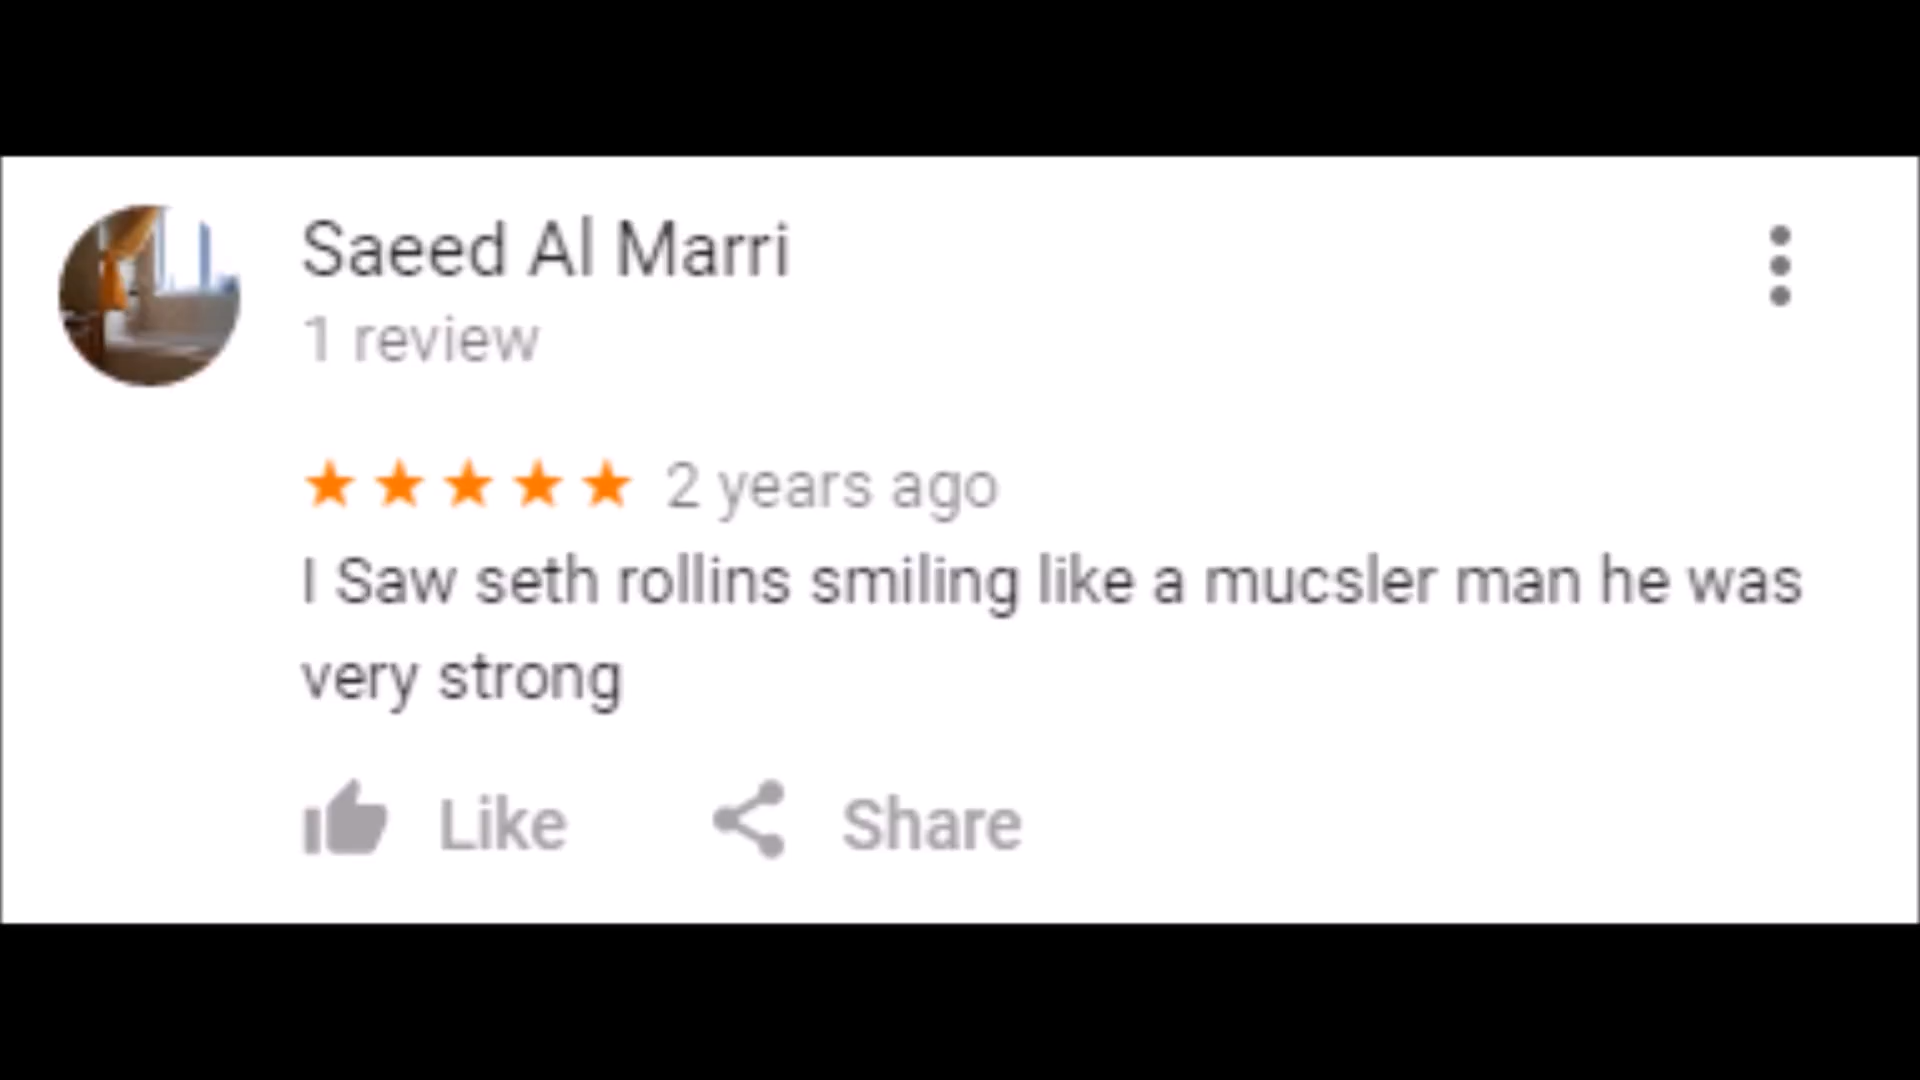 Saeed Al Marri
1 review
2 years ago
I Saw seth rollins smiling like a mucsler man he was
very strong
Like Share